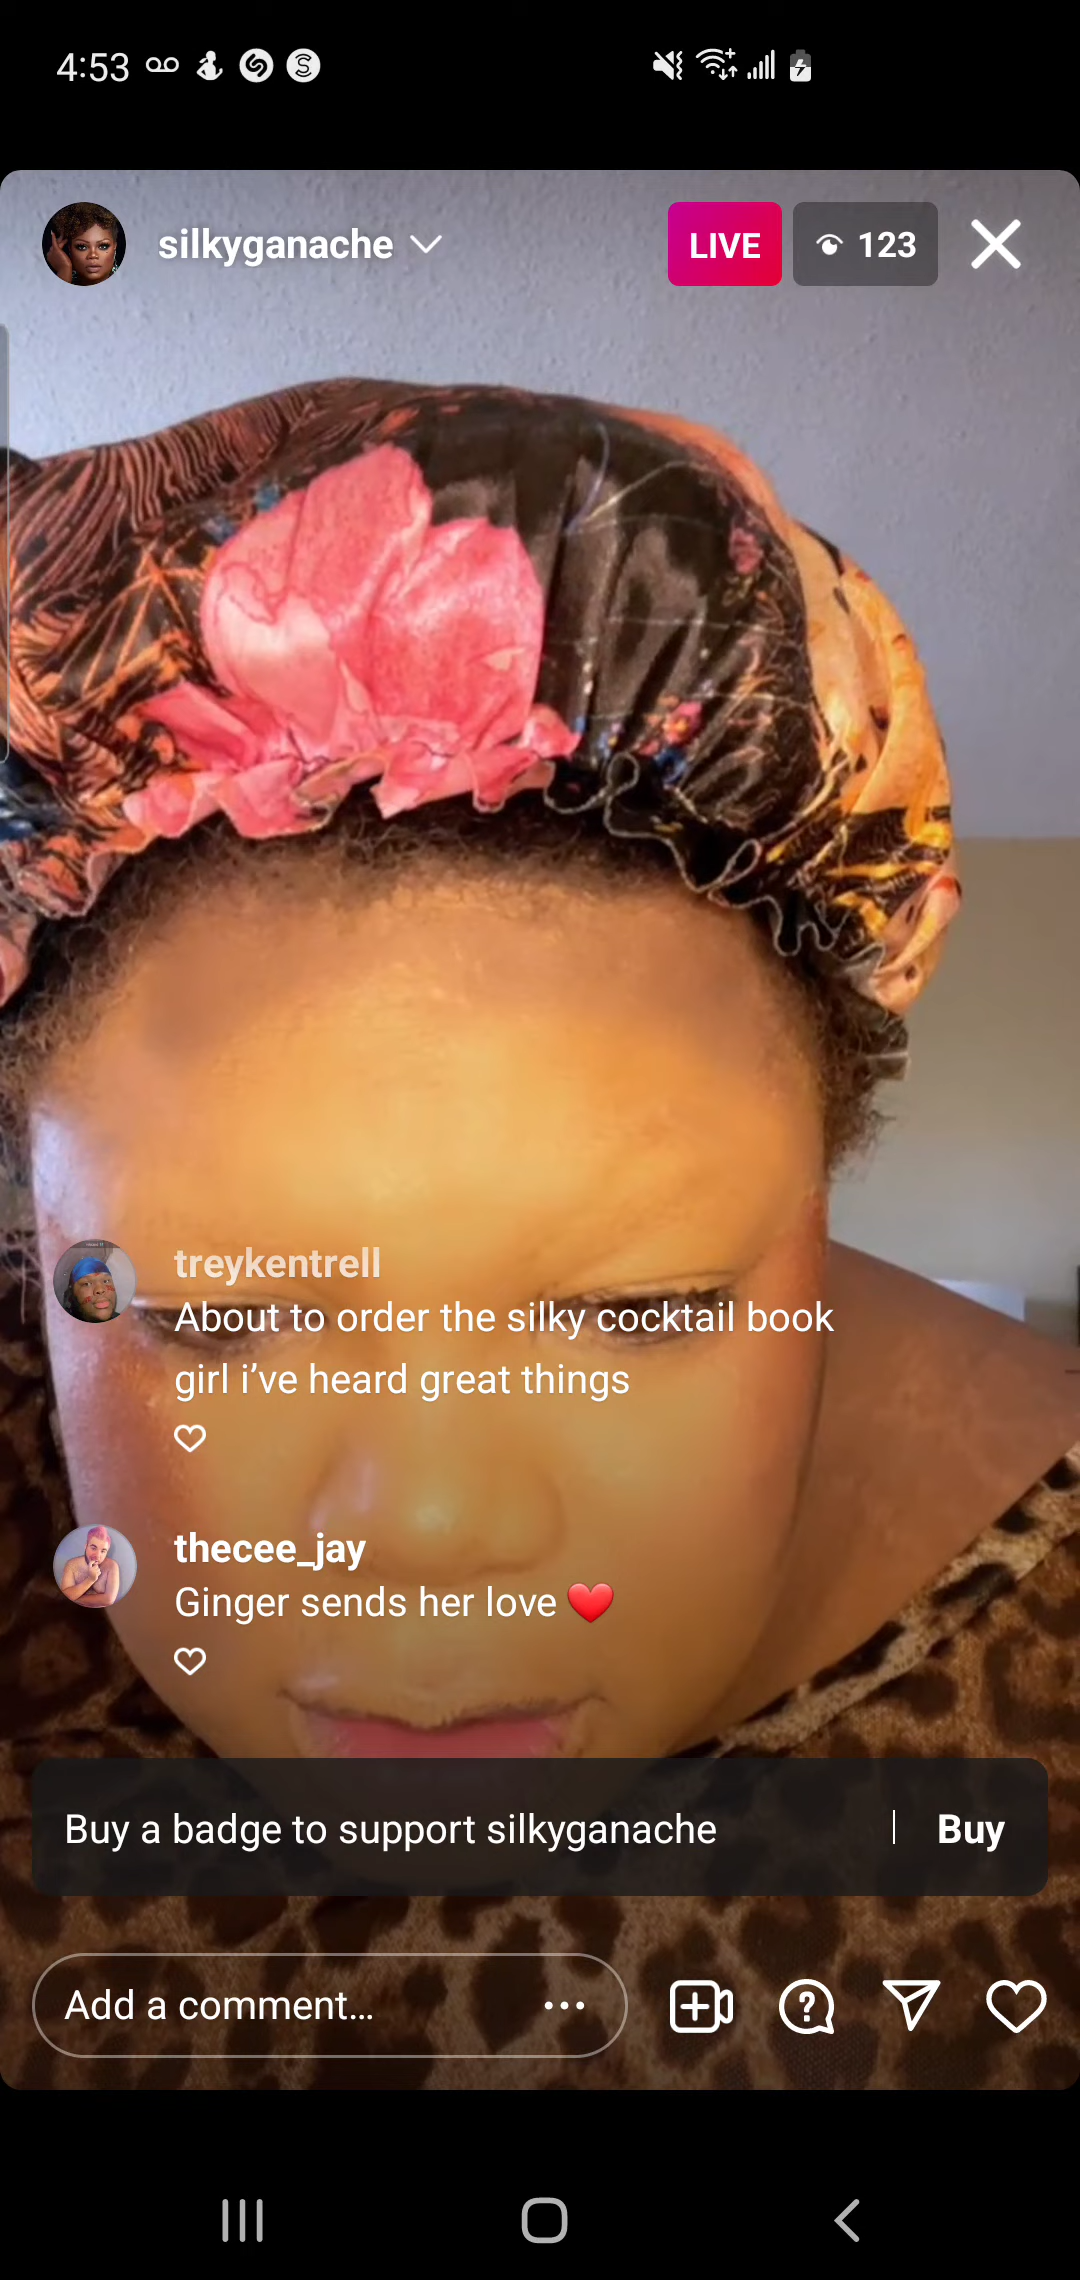 4:53
silkyganache
LIVE
123
treykentrell
About to order the silky cocktail book
girl i’ve heard great things
thecee_jay
Ginger sends her love ❤️
Buy a badge to support silkyganache
Buy
Add a comment...